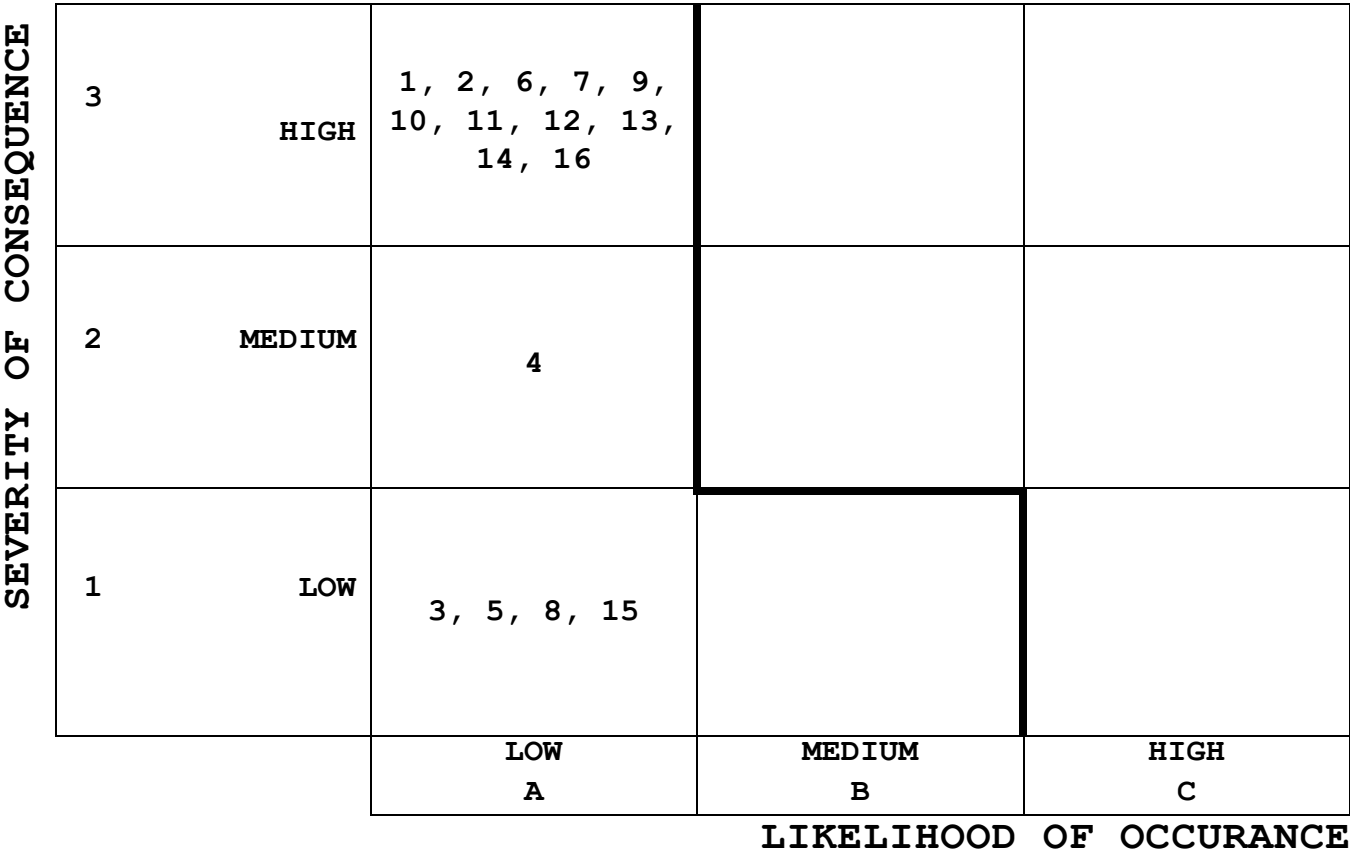 SEVERITY OF CONSEQUENCE
3
HIGH
1, 2, 6, 7, 9,
10, 11, 12, 13,
14, 16
2 MEDIUM
4
1 LOW
3, 5, 8, 15
LOW MEDIUM HIGH
A B C
LIKELIHOOD OF OCCURANCE